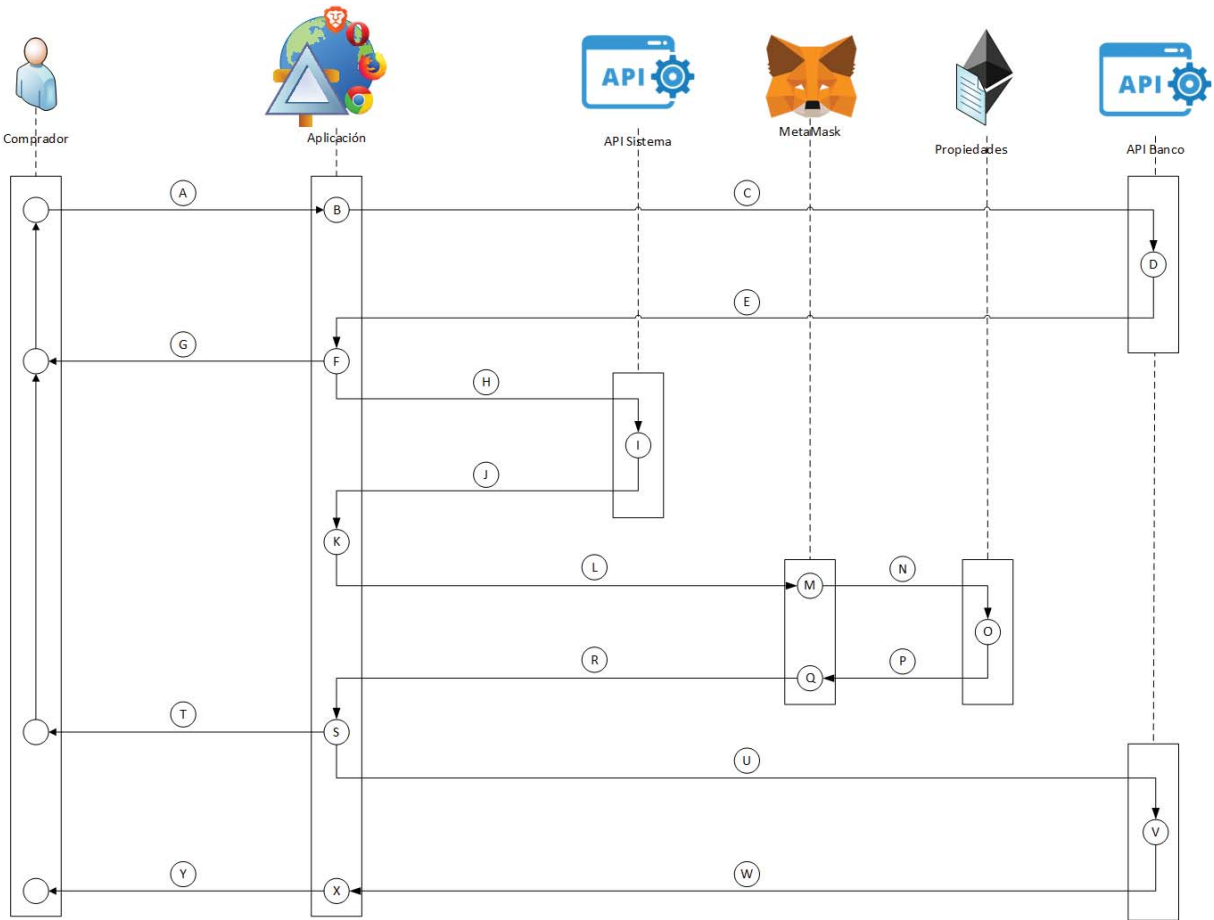 API
API
Comprador
Aplicación
API Sistema
MetaMask
Propiedades
API Banco
A
C
B
D
E
G
F
H
I
J
K
L
N
M
O
R
P
Q
T
S
U
V
Y
W
X